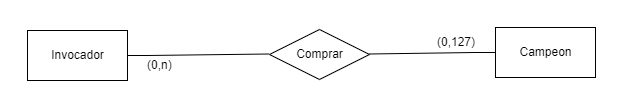 Invocador
(0,n)
Comprar
(0,127)
Campeon